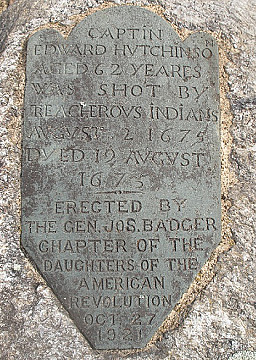 CAPTIN
EDWARD HVTCHINSON
AGED 62 YEARES
WAS SHOT BY
TREACHEROVS INDIANS
AVGVST 2 1675
DYED 19 AVGVST
1675
ERECTED BY
THE GEN. JOS. BADGER
CHAPTER OF THE
DAUGHTERS OF THE
AMERICAN
REVOLUTION
OCT. 27
1921